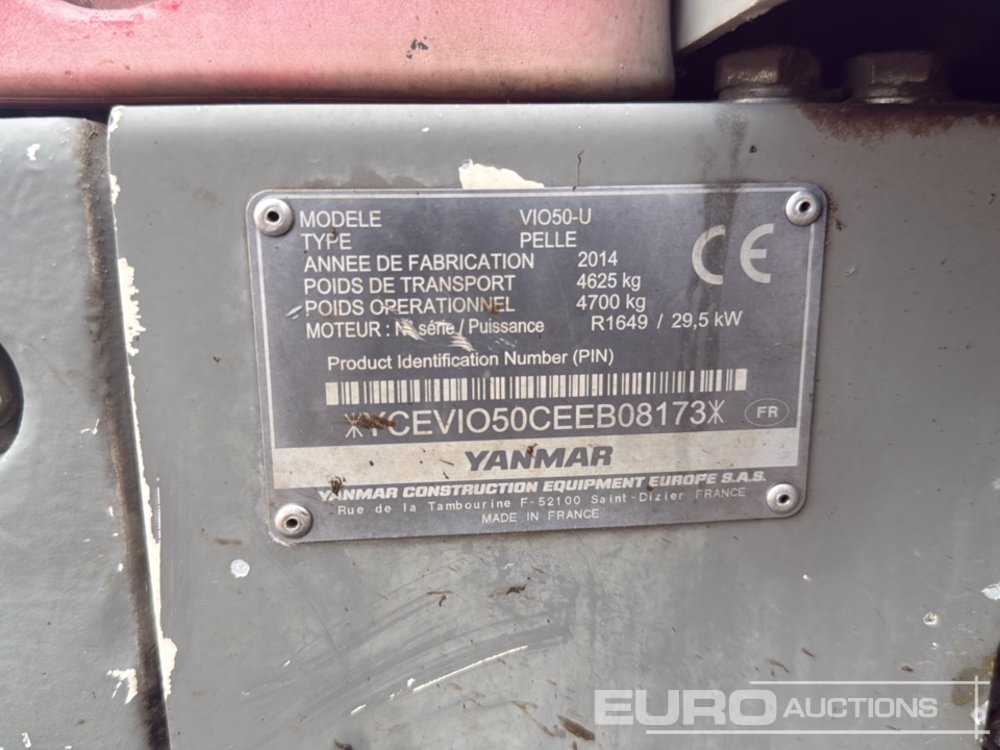 MODELE VIO50-U
TYPE PELLE
ANNEE DE FABRICATION 2014
POIDS DE TRANSPORT 4625 kg
POIDS OPERATIONNEL 4700 kg
MOTEUR : N° série / Puissance R1649 / 29,5 kW
CE
Product Identification Number (PIN)
*YCEVIO50CEEB08173*
FR
YANMAR
YANMAR CONSTRUCTION EQUIPMENT EUROPE S.A.S.
Rue de la Tambourine F-52100 Saint-Dizier FRANCE
MADE IN FRANCE
EURO AUCTIONS